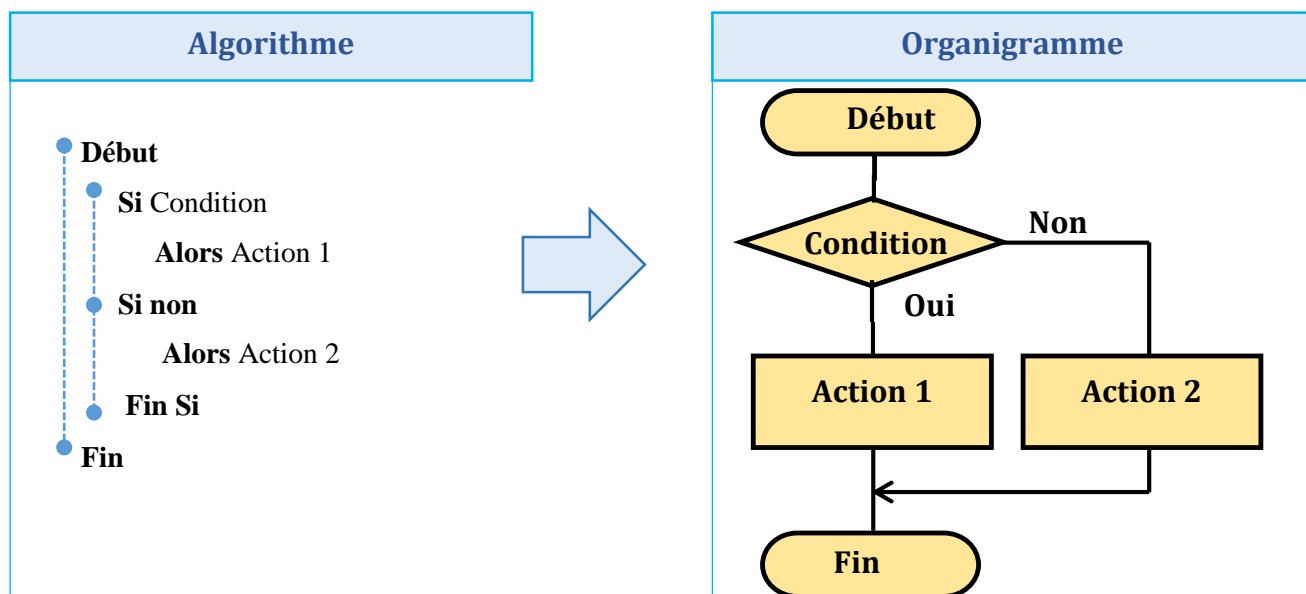 Algorithme
Début
Si Condition
Alors Action 1
Si non
Alors Action 2
Fin Si
Fin
Organigramme
Début
Condition
Non
Oui
Action 1
Action 2
Fin